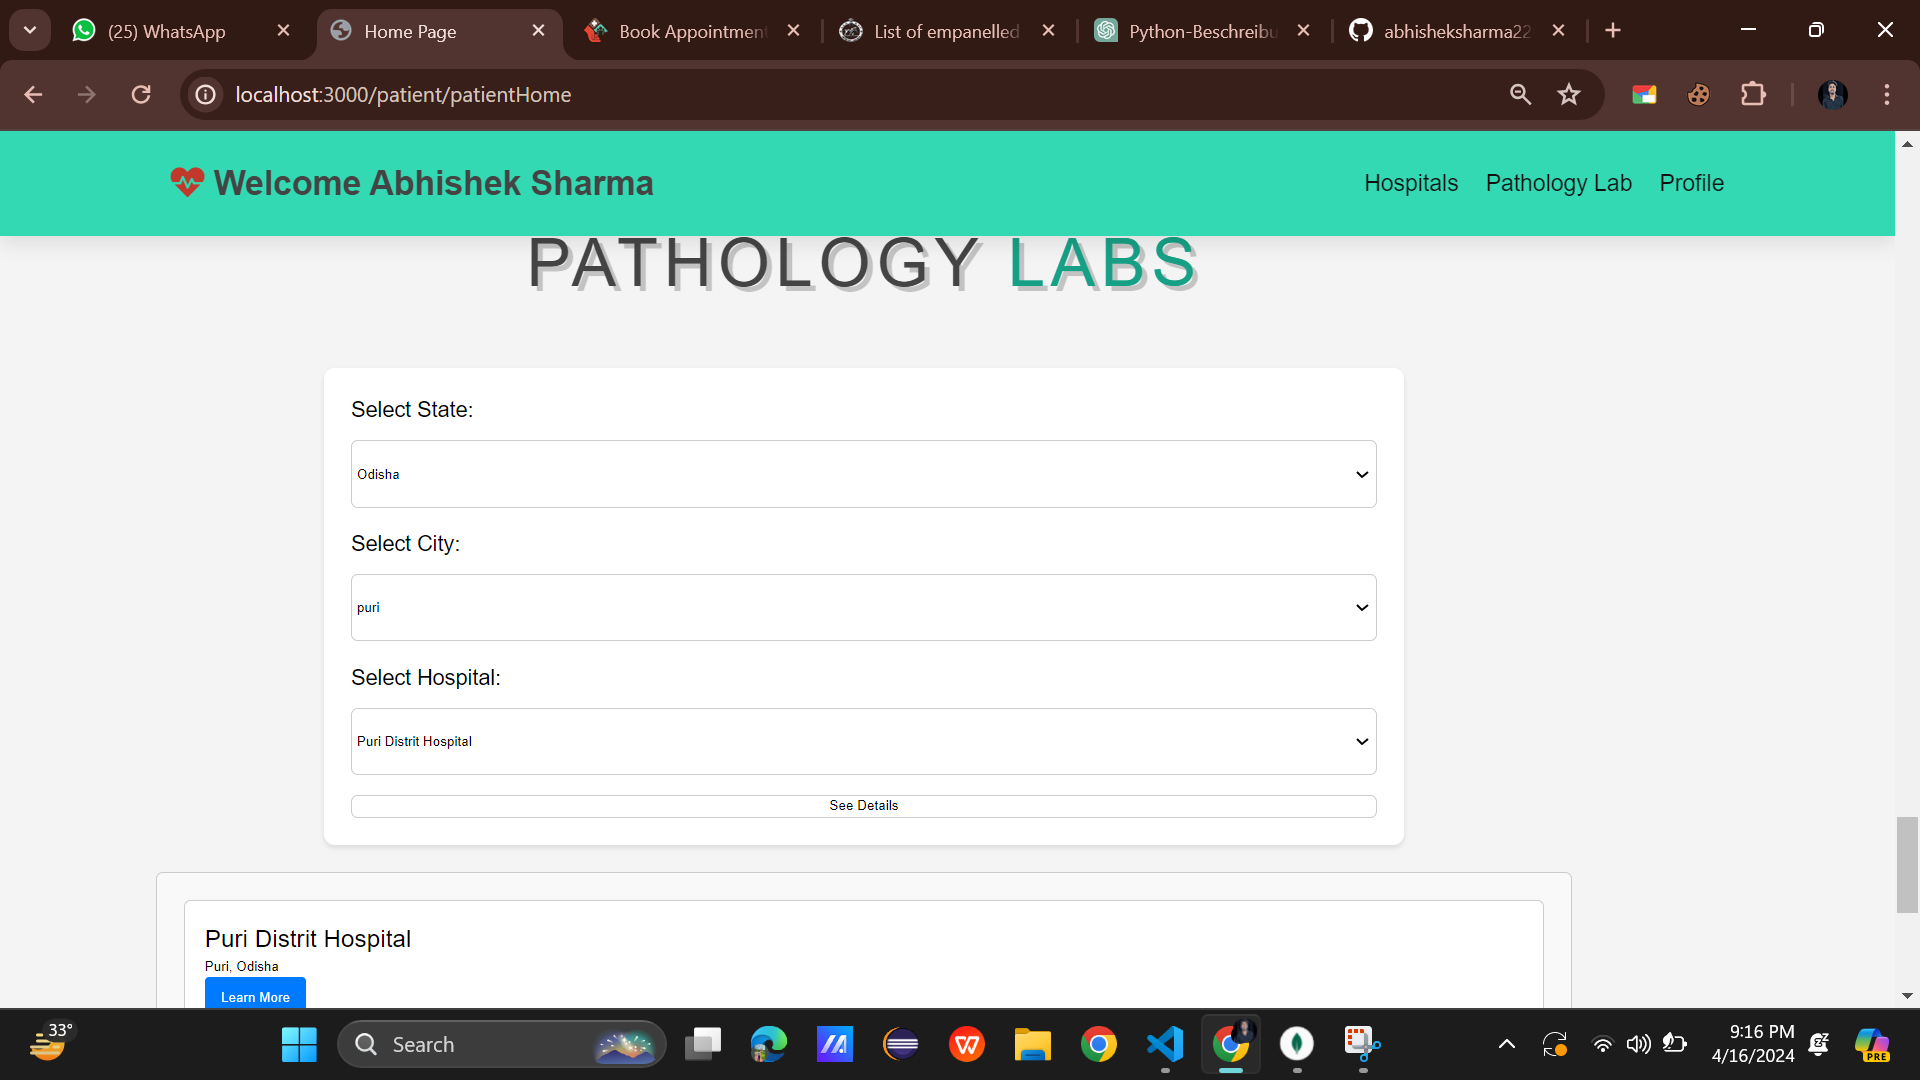 (25) WhatsApp
Home Page
Book Appointment
List of empanelled
Python-Beschreibu
abhisheksharma22
localhost:3000/patient/patientHome
Welcome Abhishek Sharma
Hospitals
Pathology Lab
Profile
PATHOLOGY LABS
Select State:
Odisha
Select City:
puri
Select Hospital:
Puri Distrit Hospital
See Details
Puri Distrit Hospital
Puri, Odisha
Learn More
33°
Search
9:16 PM
4/16/2024
PRE